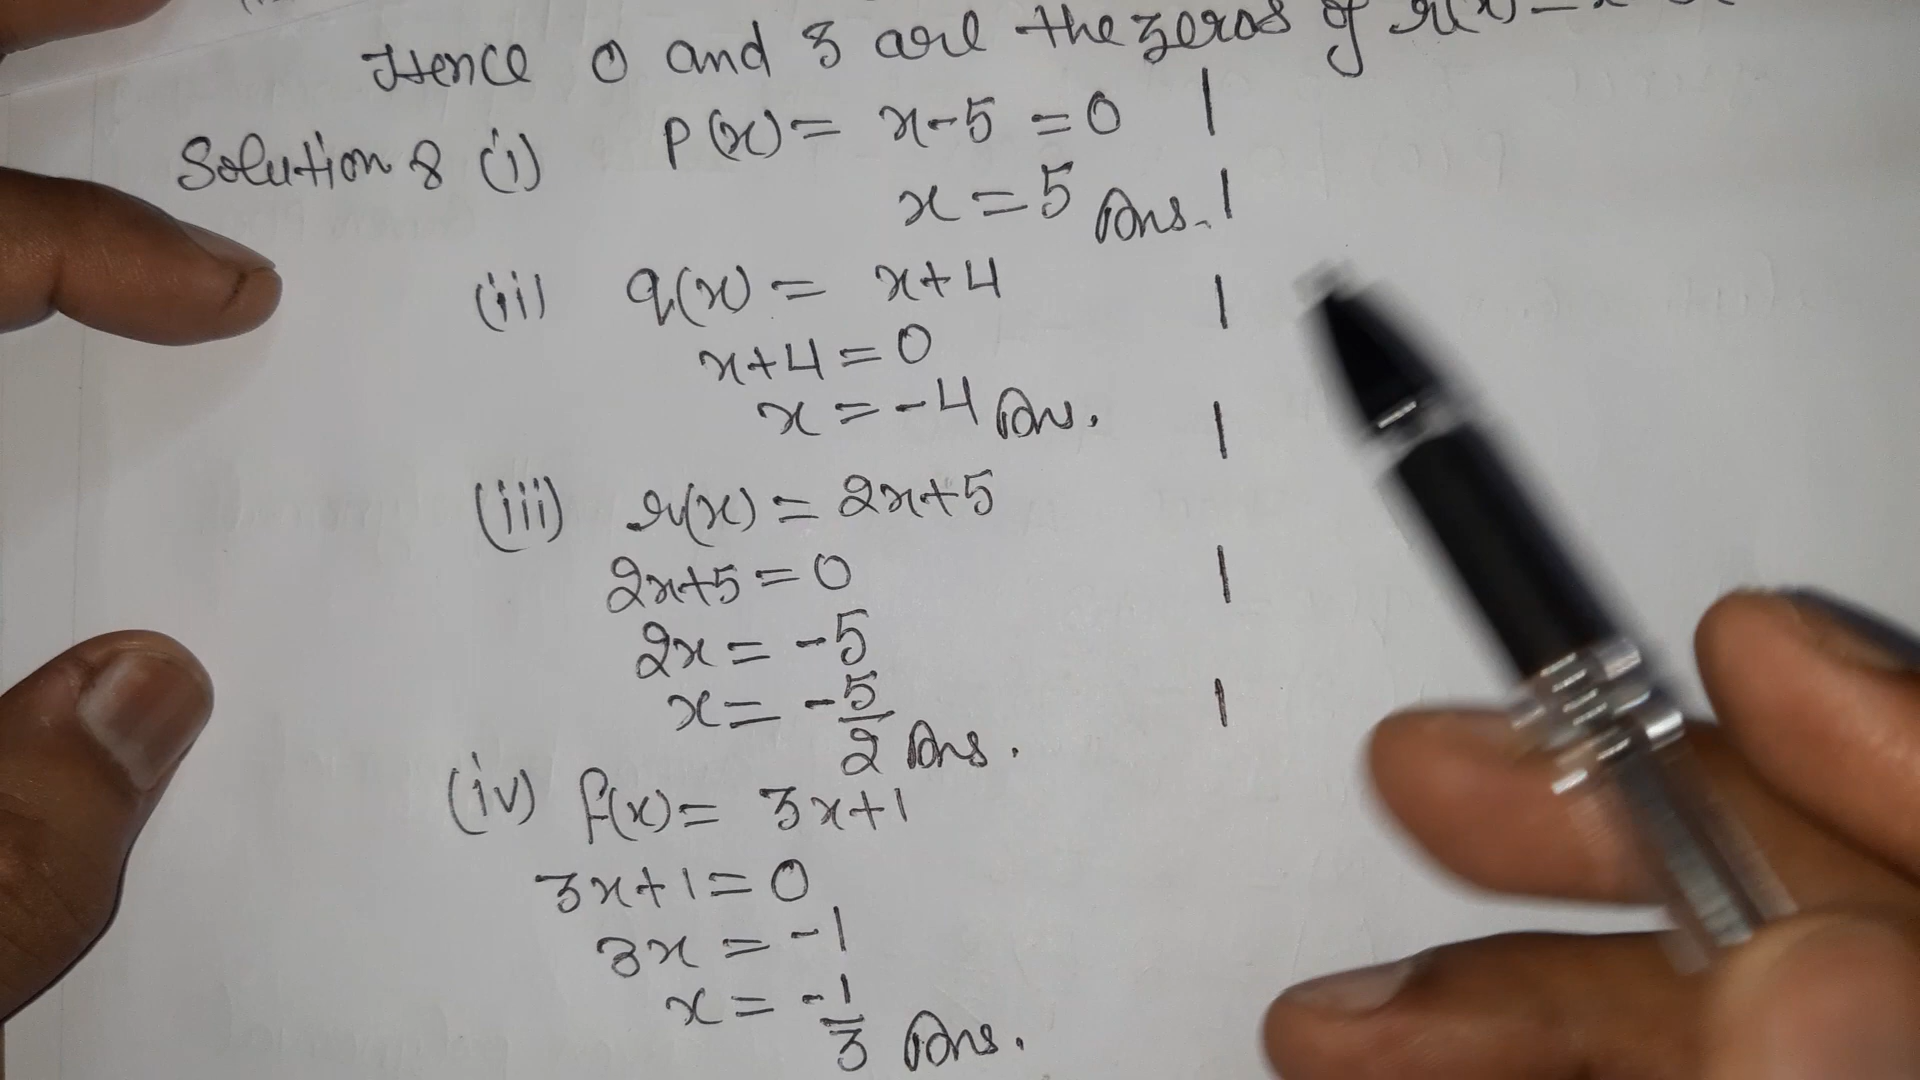 Hence 0 and 3 are the zeros of r(x) =
Solution 8 (i) p(x) = x-5 = 0
x = 5 Ans.
(ii) q(x) = x+4
x+4 = 0
x = -4 Ans.
(iii) r(x) = 2x+5
2x+5 = 0
2x = -5
x = -5/2 Ans.
(iv) f(x) = 3x+1
3x+1 = 0
3x = -1
x = -1/3 Ans.